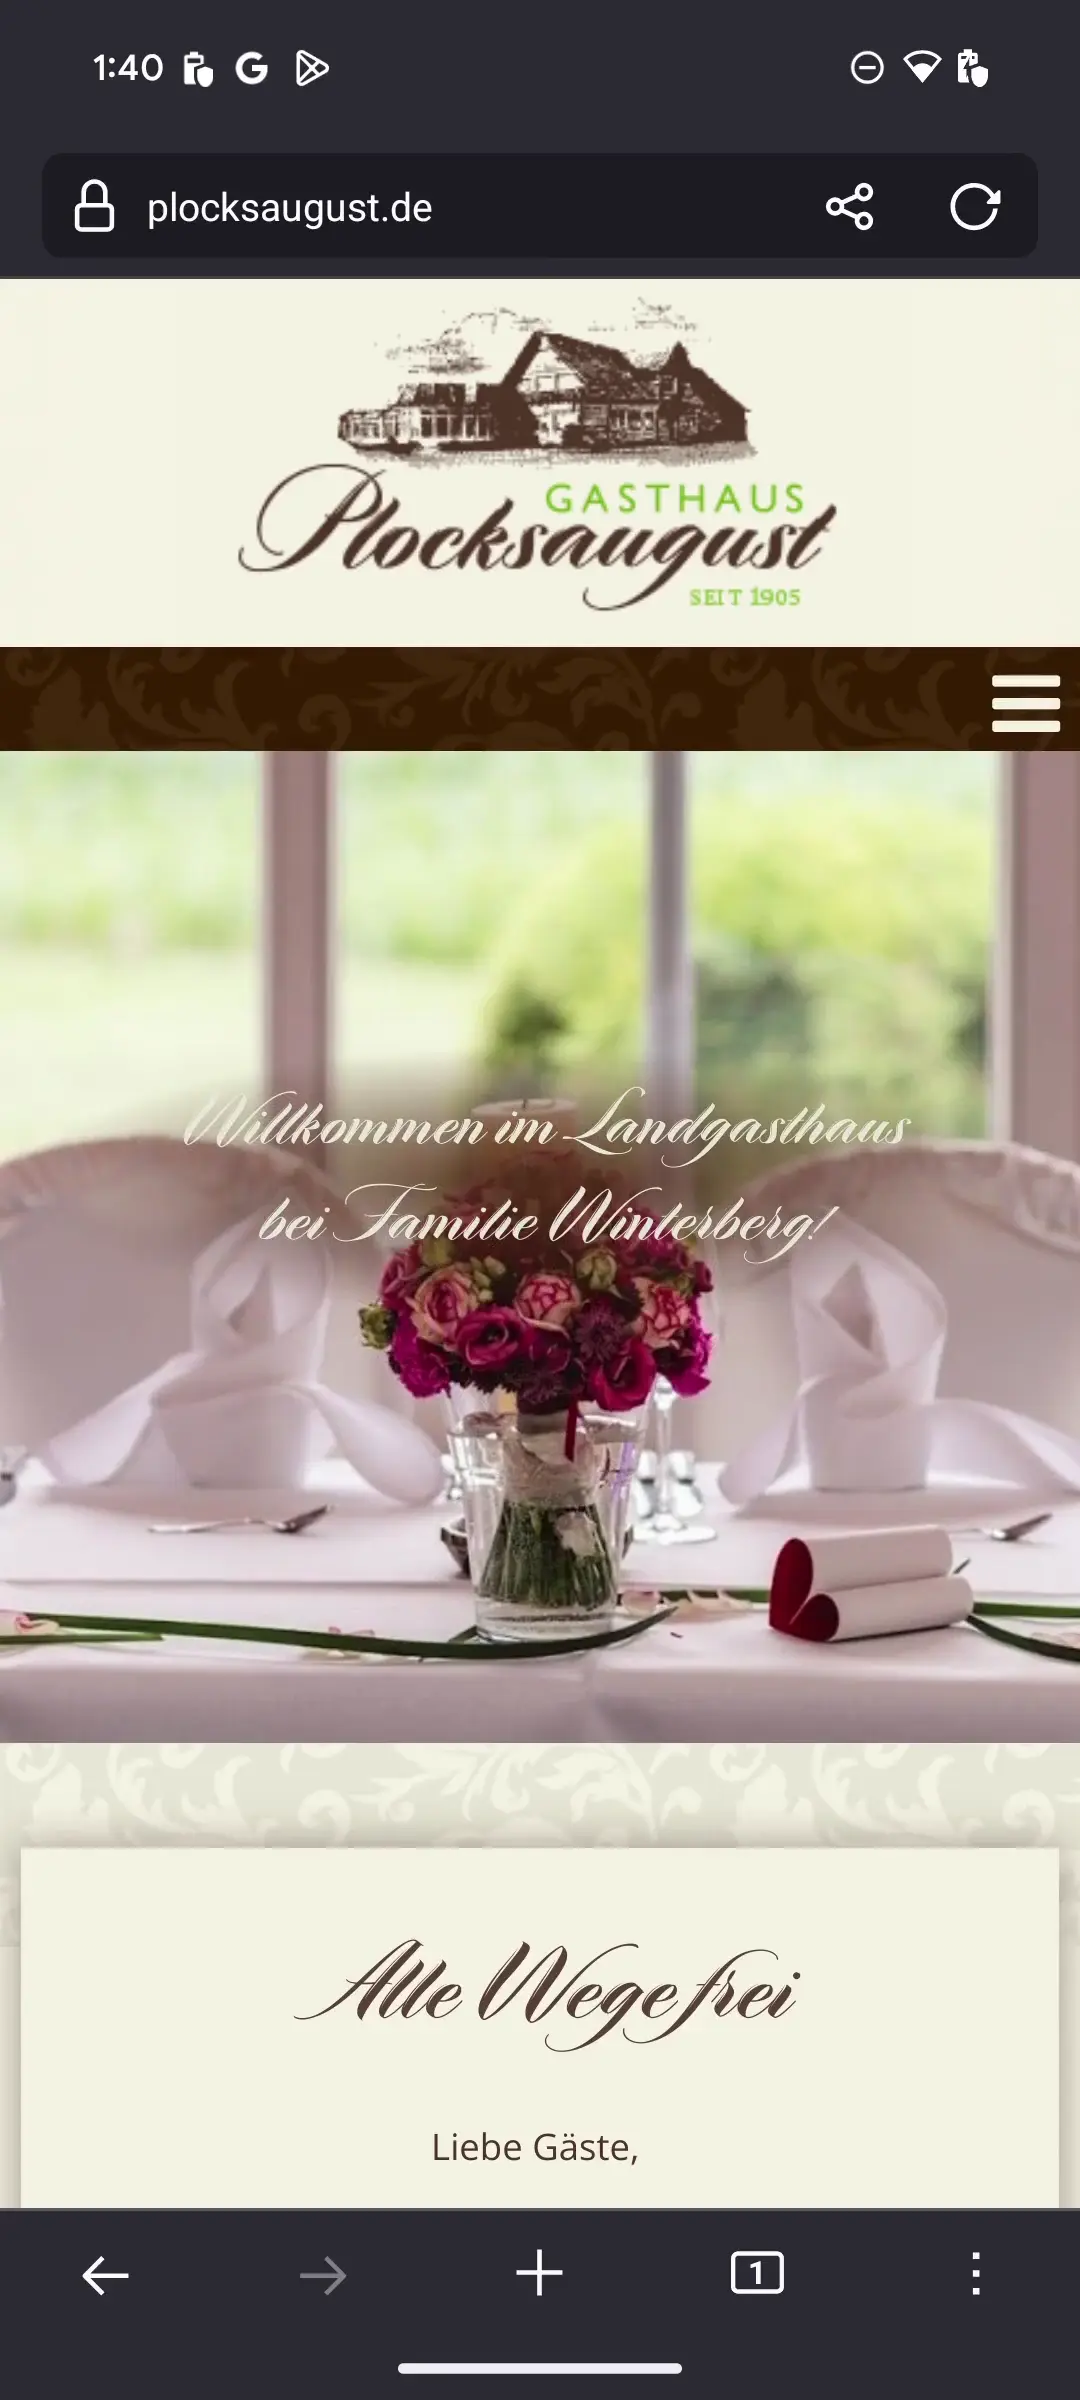 1:40
plocksaugust.de
GASTHAUS
Plocksaugust
SEIT 1905
Willkommen im Landgasthaus
bei Familie Winterberg!
Alle Wege frei
Liebe Gäste,
1